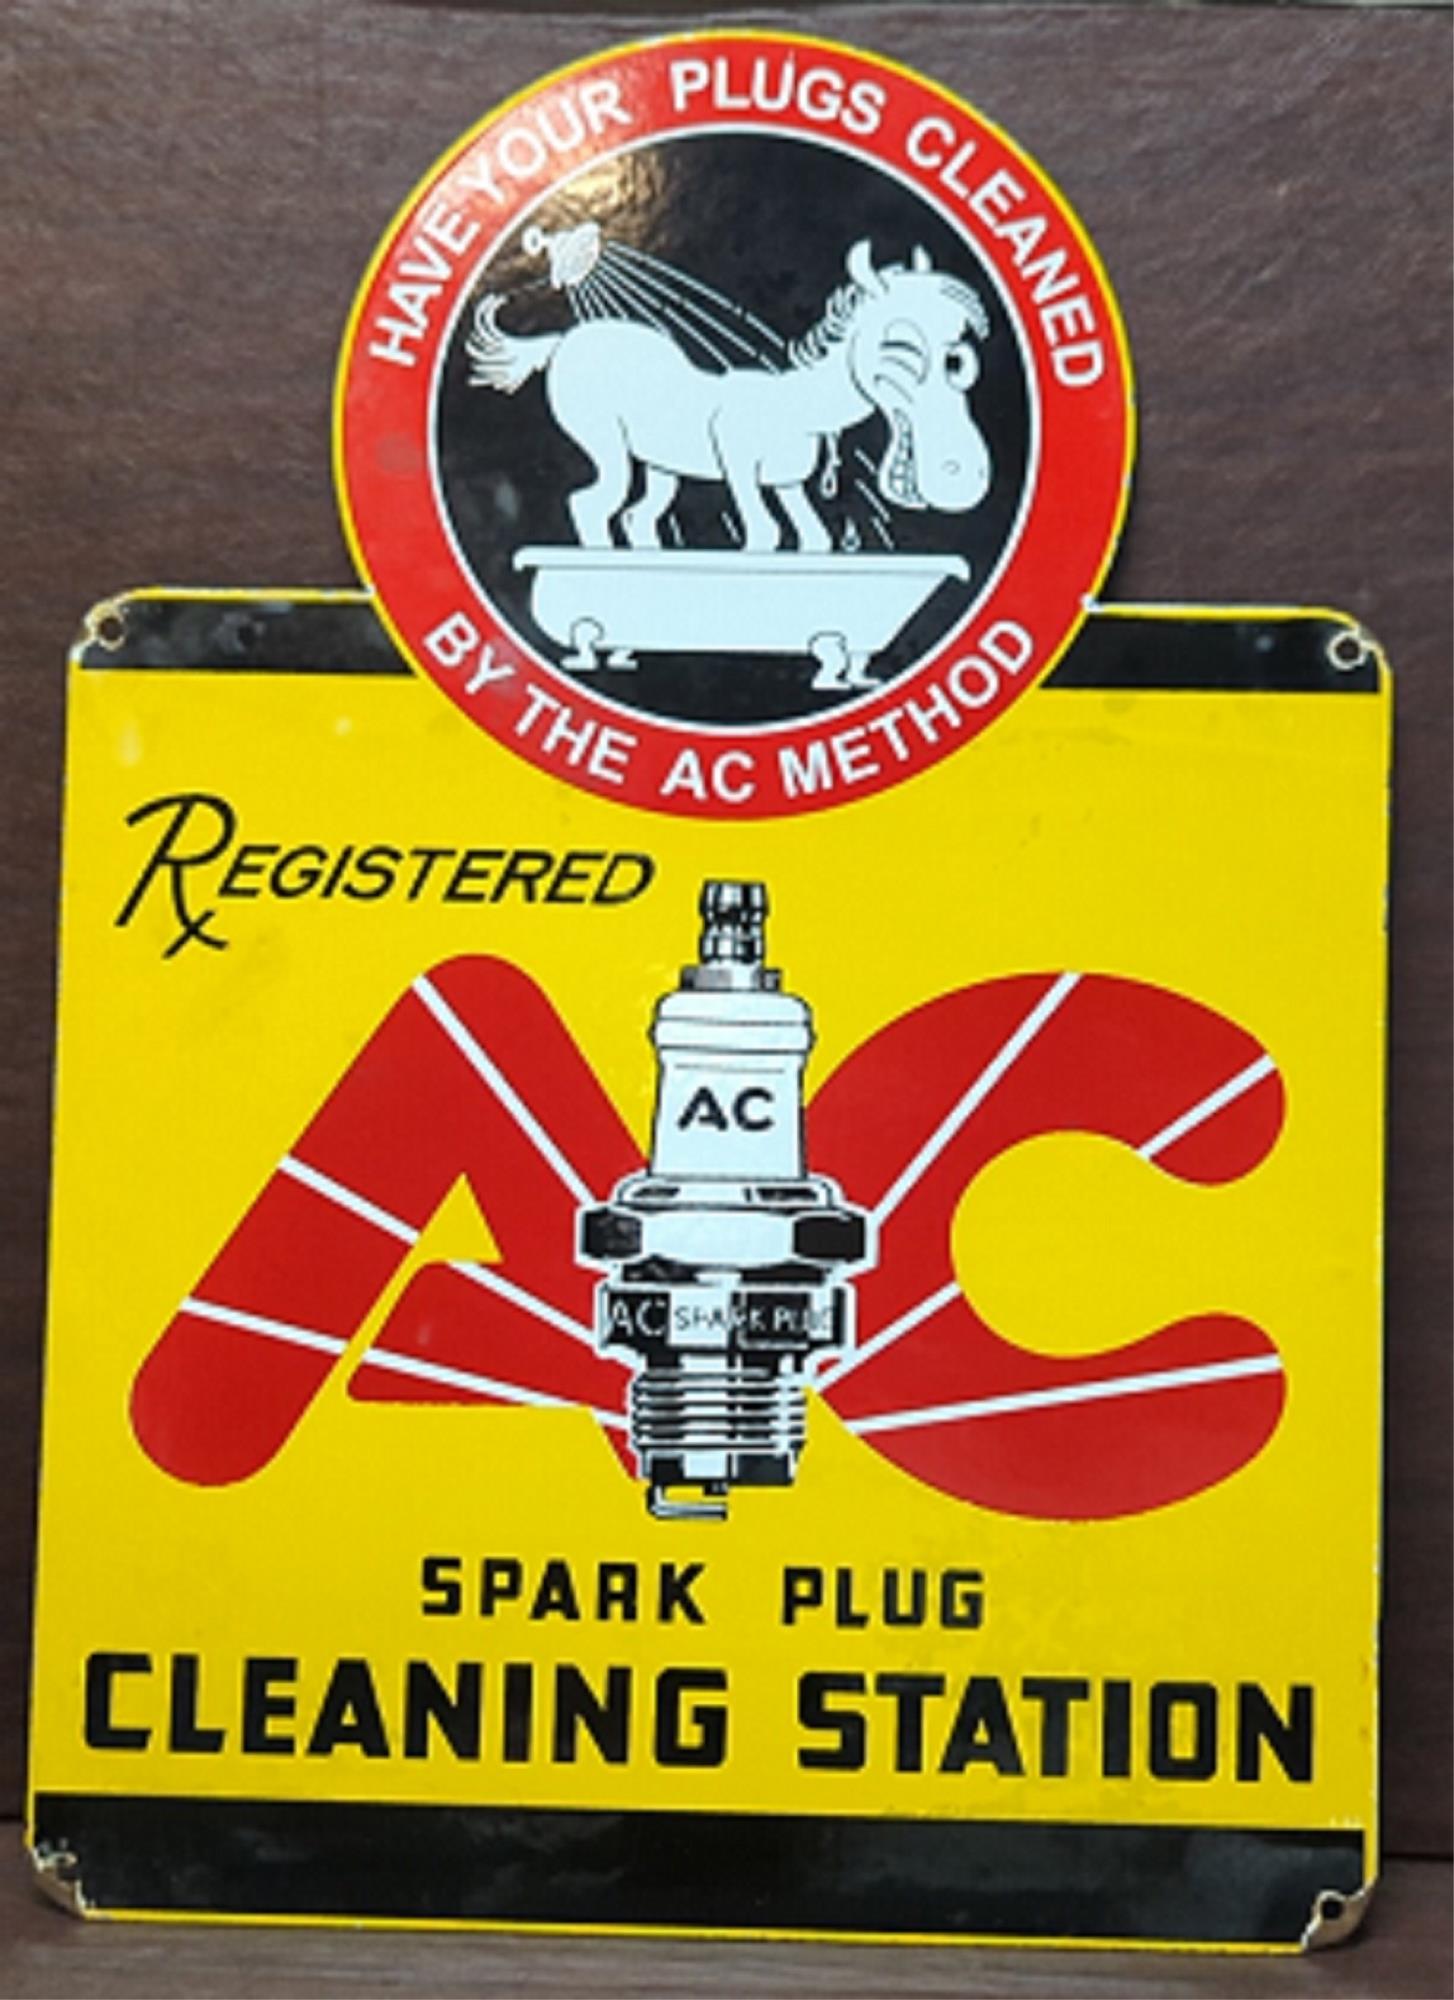 HAVE YOUR PLUGS CLEANED
BY THE AC METHOD
REGISTERED
AC
AC
AC SPARK PLUG
SPARK PLUG
CLEANING STATION